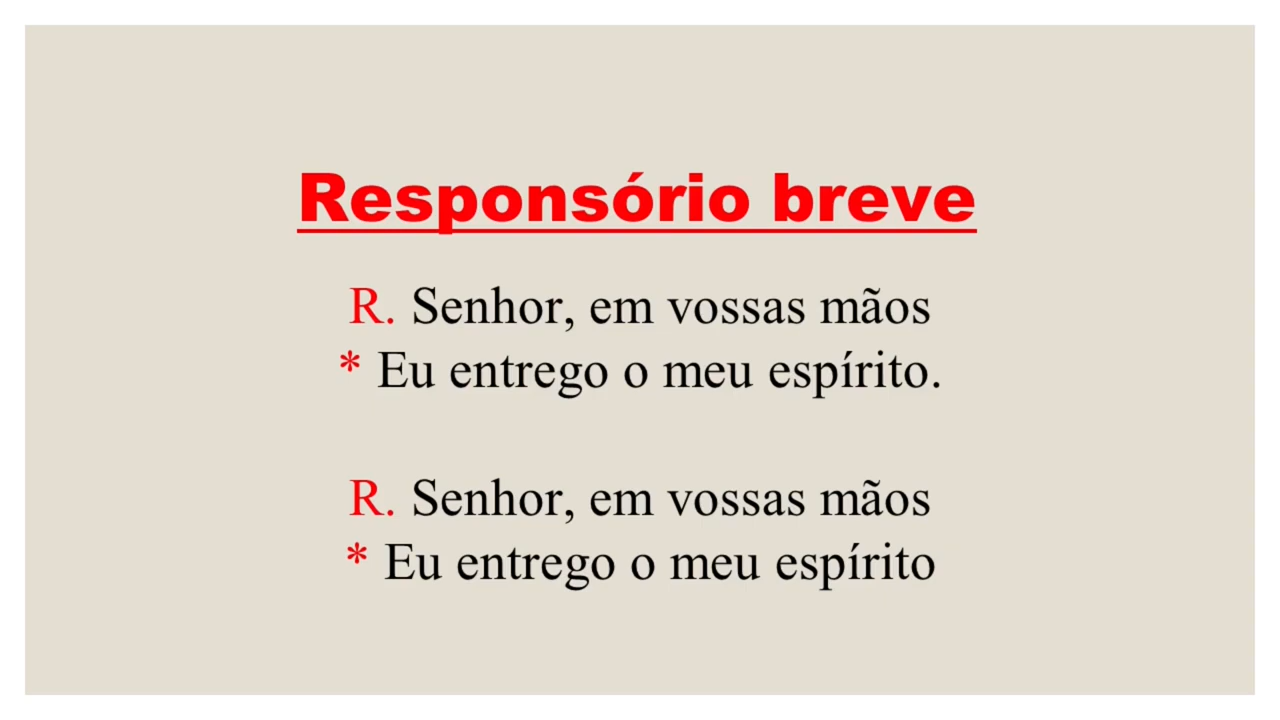 Responsório breve
R. Senhor, em vossas mãos
* Eu entrego o meu espírito.
R. Senhor, em vossas mãos
* Eu entrego o meu espírito